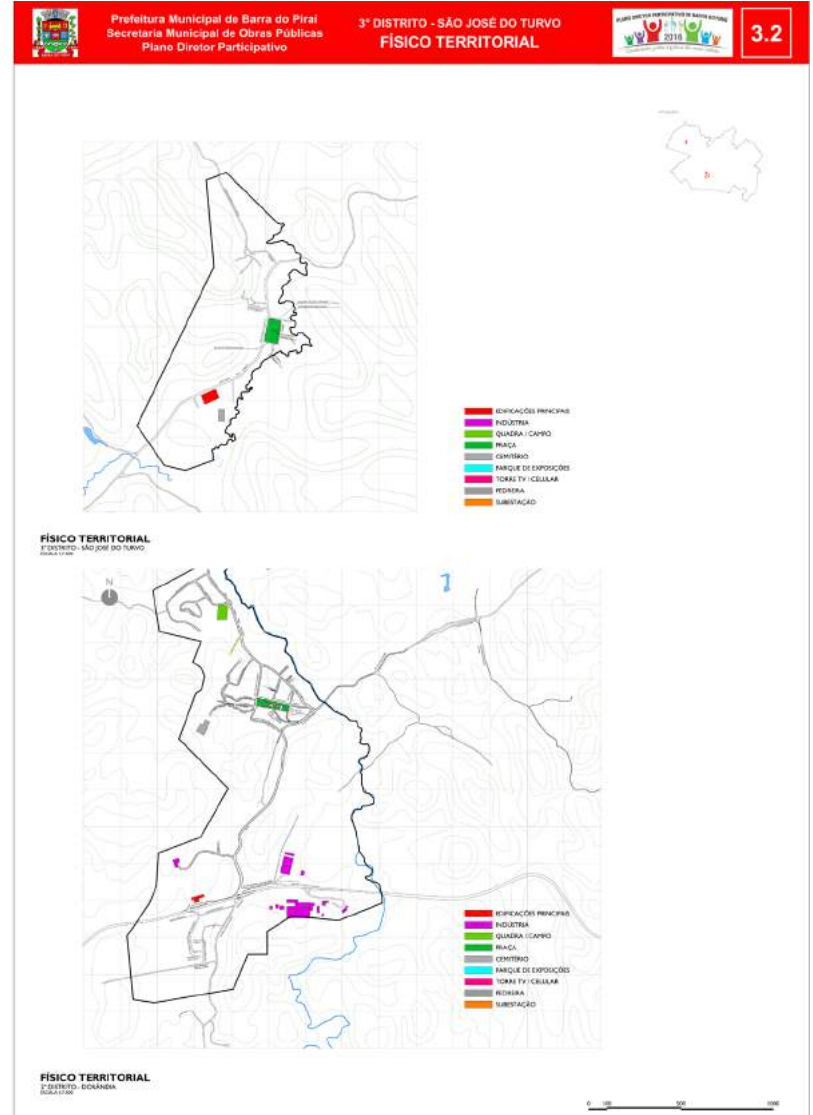 Prefeitura Municipal de Barra do Piraí
Secretaria Municipal de Obras Públicas
Plano Diretor Participativo
3º DISTRITO - SÃO JOSÉ DO TURVO
FÍSICO TERRITORIAL
2016
3.2
EDIFICAÇÕES PRINCIPAIS
INDÚSTRIA
QUADRA / CAMPO
PRAÇA
CEMITÉRIO
PARQUE DE EXPOSIÇÕES
TORRE TV / CELULAR
PEDREIRA
SUBESTAÇÃO
FÍSICO TERRITORIAL
3º DISTRITO - SÃO JOSÉ DO TURVO
N
EDIFICAÇÕES PRINCIPAIS
INDÚSTRIA
QUADRA / CAMPO
PRAÇA
CEMITÉRIO
PARQUE DE EXPOSIÇÕES
TORRE TV / CELULAR
PEDREIRA
SUBESTAÇÃO
FÍSICO TERRITORIAL
DISTRITO - DORÂNDIA
0 100 500 1000